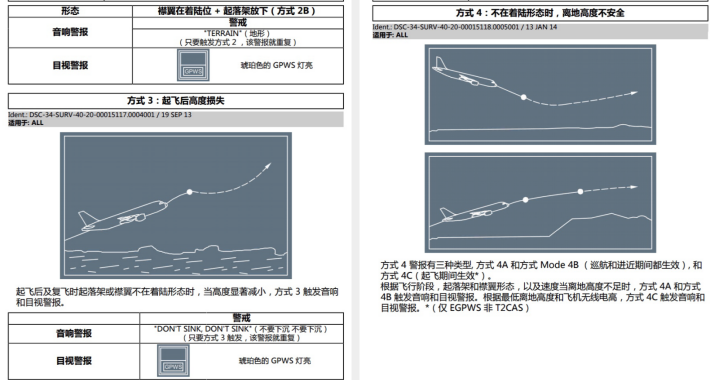 形态
襟翼在着陆位 + 起落架放下（方式 2B）
音响警报
警戒
"TERRAIN"（地形）
（只要触发方式 2，该警报就重复）
目视警报
GPWS
琥珀色的 GPWS 灯亮
方式 3：起飞后高度损失
Ident.: DSC-34-SURV-40-20-00015117.0004001 / 19 SEP 13
适用于: ALL
起飞后及复飞时起落架或襟翼不在着陆形态时，当高度显著减小，方式 3 触发音响
和目视警报。
警戒
音响警报
"DON'T SINK, DON'T SINK"（不要下沉 不要下沉）
（只要方式 3 触发，该警报就重复）
目视警报
GPWS
琥珀色的 GPWS 灯亮
方式 4：不在着陆形态时，离地高度不安全
Ident.: DSC-34-SURV-40-20-00015118.0005001 / 13 JAN 14
适用于: ALL
方式 4 警报有三种类型, 方式 4A 和方式 Mode 4B （ 巡航和进近期间都生效）, 和
方式 4C（ 起飞期间生效*）。
根据飞行阶段，起落架和襟翼形态，以及速度当离地高度不足时，方式 4A 和方式
4B 触发音响和目视警报。根据最低离地高度和飞机无线电高，方式 4C 触发音响和
目视警报。*（仅 EGPWS 非 T2CAS）